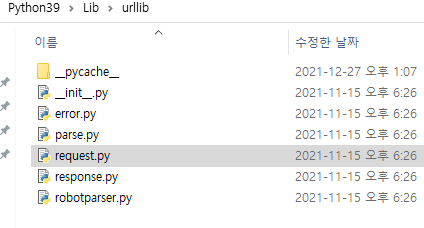 Python39 > Lib > urllib
이름 수정한 날짜
__pycache__ 2021-12-27 오후 1:07
__init__.py 2021-11-15 오후 6:26
error.py 2021-11-15 오후 6:26
parse.py 2021-11-15 오후 6:26
request.py 2021-11-15 오후 6:26
response.py 2021-11-15 오후 6:26
robotparser.py 2021-11-15 오후 6:26